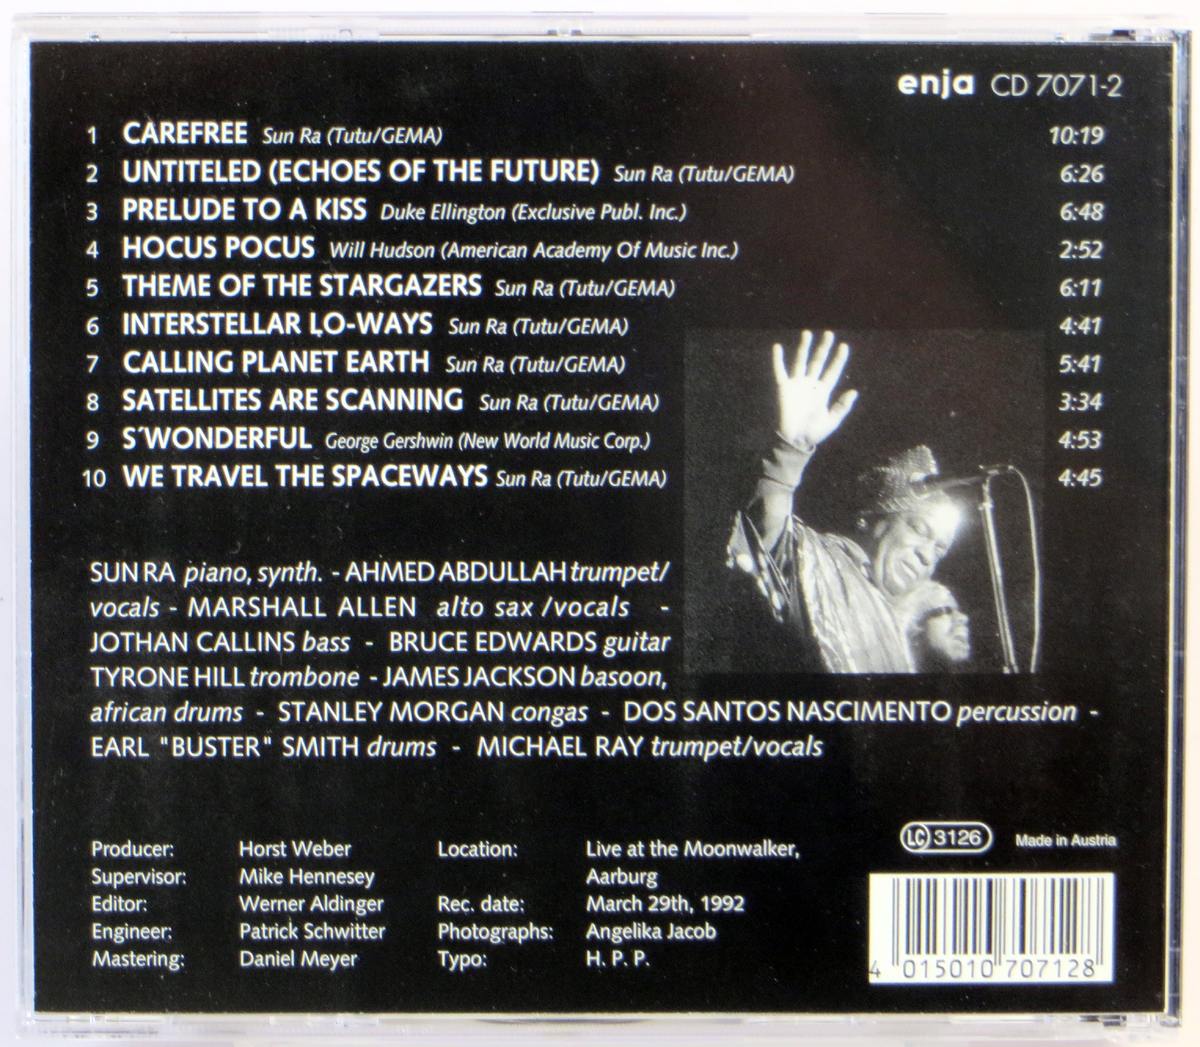 enja CD 7071-2
1 CAREFREE Sun Ra (Tutu/GEMA) 10:19
2 UNTITELED (ECHOES OF THE FUTURE) Sun Ra (Tutu/GEMA) 6:26
3 PRELUDE TO A KISS Duke Ellington (Exclusive Publ. Inc.) 6:48
4 HOCUS POCUS Will Hudson (American Academy Of Music Inc.) 2:52
5 THEME OF THE STARGAZERS Sun Ra (Tutu/GEMA) 6:11
6 INTERSTELLAR LO-WAYS Sun Ra (Tutu/GEMA) 4:41
7 CALLING PLANET EARTH Sun Ra (Tutu/GEMA) 5:41
8 SATELLITES ARE SCANNING Sun Ra (Tutu/GEMA) 3:34
9 S´WONDERFUL George Gershwin (New World Music Corp.) 4:53
10 WE TRAVEL THE SPACEWAYS Sun Ra (Tutu/GEMA) 4:45
SUN RA piano, synth. - AHMED ABDULLAH trumpet/
vocals - MARSHALL ALLEN alto sax /vocals -
JOTHAN CALLINS bass - BRUCE EDWARDS guitar
TYRONE HILL trombone - JAMES JACKSON basoon,
african drums - STANLEY MORGAN congas - DOS SANTOS NASCIMENTO percussion -
EARL "BUSTER" SMITH drums - MICHAEL RAY trumpet/vocals
Producer: Horst Weber
Supervisor: Mike Hennesey
Editor: Werner Aldinger
Engineer: Patrick Schwitter
Mastering: Daniel Meyer
Location: Live at the Moonwalker,
Aarburg
Rec. date: March 29th, 1992
Photographs: Angelika Jacob
Typo: H. P. P.
LC 3126 Made in Austria
4 015010 707128